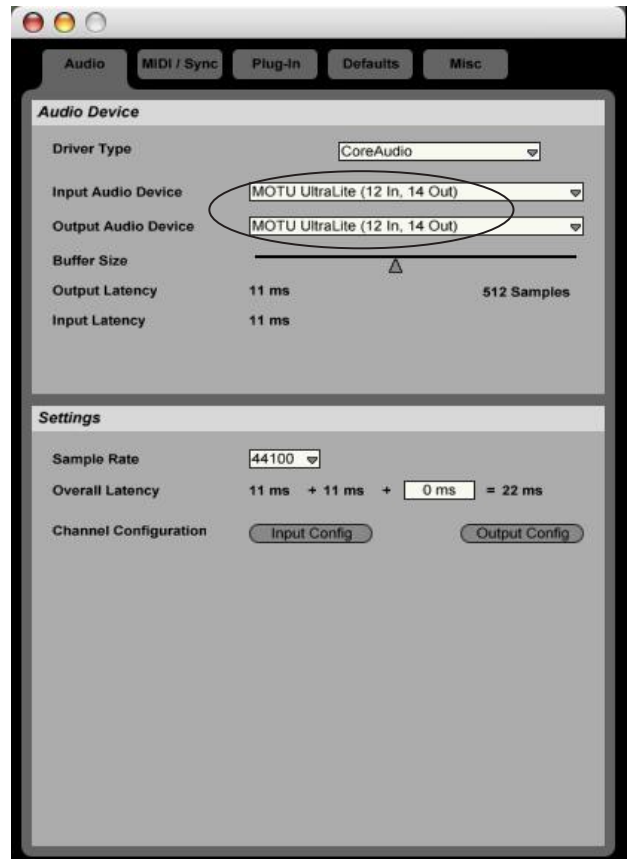 Audio MIDI / Sync Plug-In Defaults Misc
Audio Device
Driver Type CoreAudio
Input Audio Device MOTU UltraLite (12 In, 14 Out)
Output Audio Device MOTU UltraLite (12 In, 14 Out)
Buffer Size
Output Latency 11 ms 512 Samples
Input Latency 11 ms
Settings
Sample Rate 44100
Overall Latency 11 ms + 11 ms + 0 ms = 22 ms
Channel Configuration Input Config Output Config